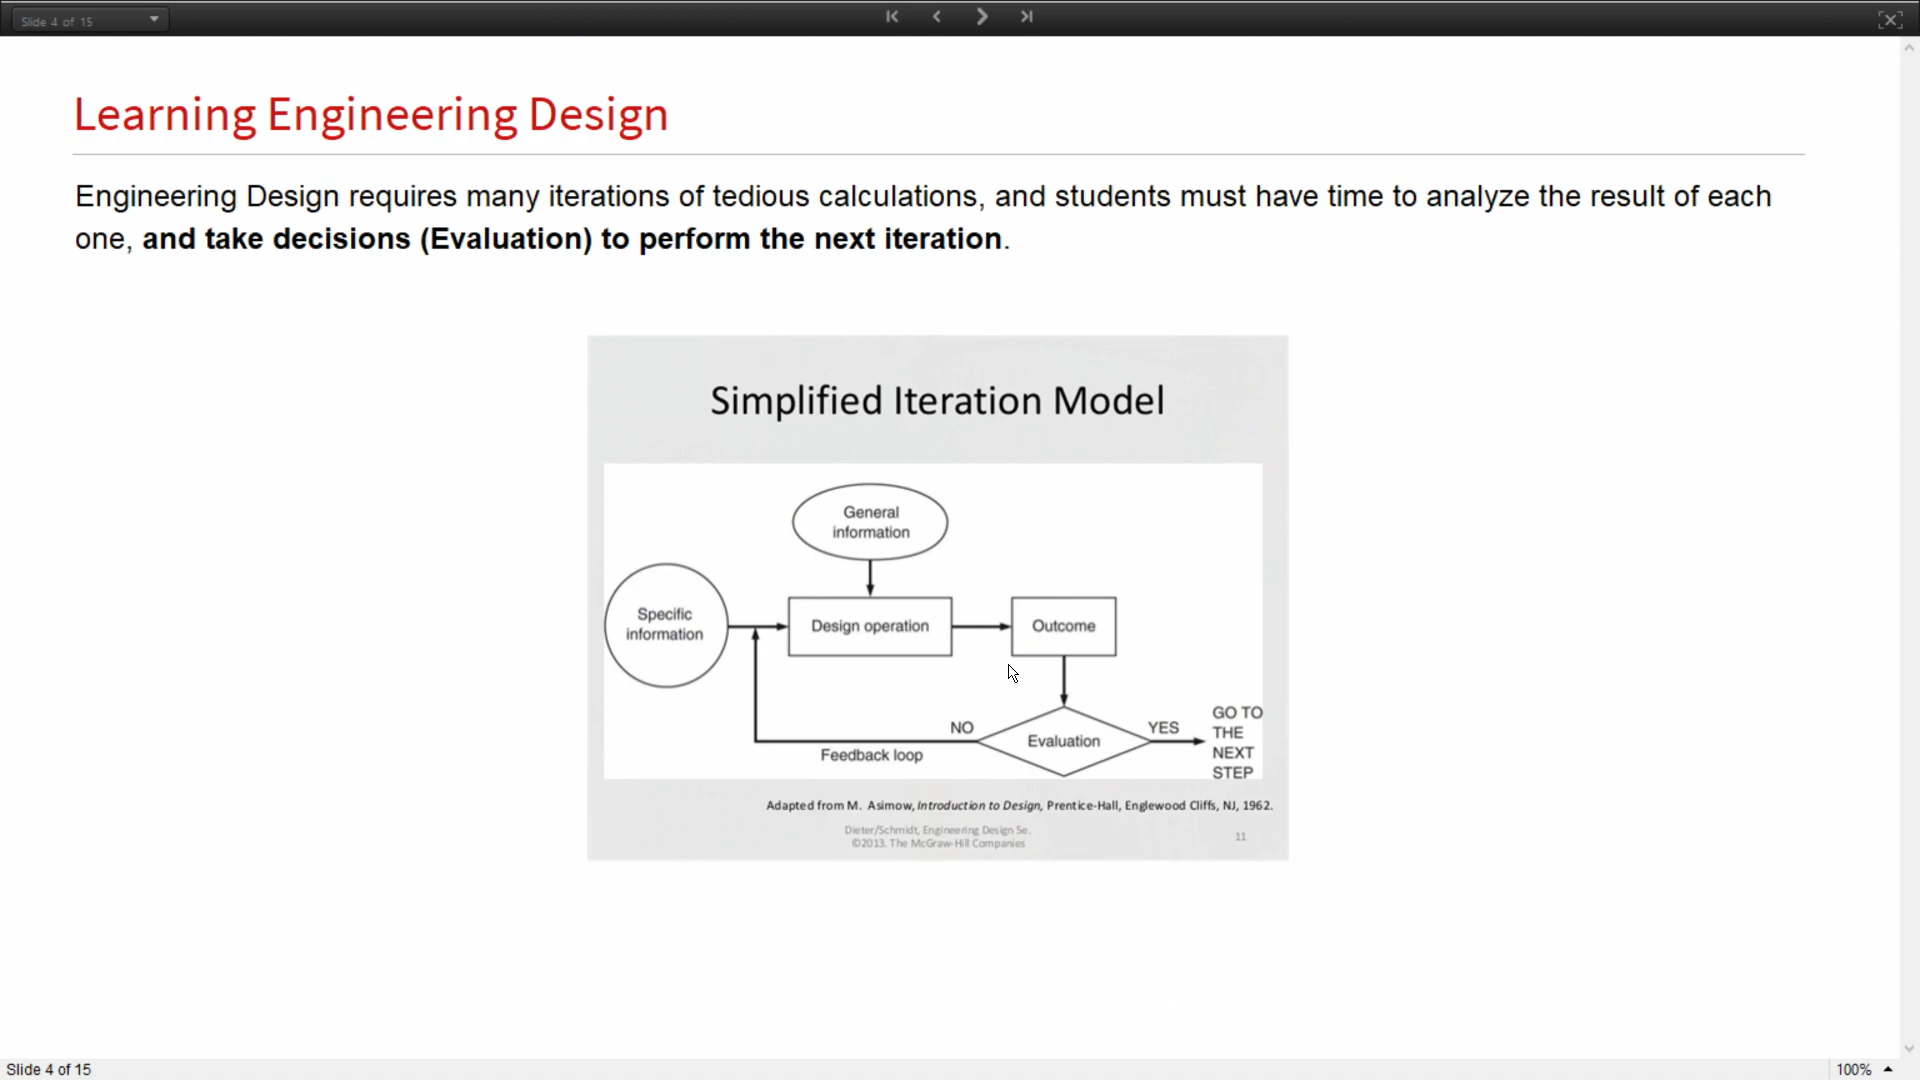 Slide 4 of 15
Learning Engineering Design
Engineering Design requires many iterations of tedious calculations, and students must have time to analyze the result of each
one, and take decisions (Evaluation) to perform the next iteration.
Simplified Iteration Model
General
information
Specific
information
Design operation
Outcome
NO
Evaluation
YES
GO TO
THE
NEXT
STEP
Feedback loop
Adapted from M. Asimow, Introduction to Design, Prentice-Hall, Englewood Cliffs, NJ, 1962.
Dieter/Schmidt, Engineering Design 5e.
©2013. The McGraw-Hill Companies
11
Slide 4 of 15
100%